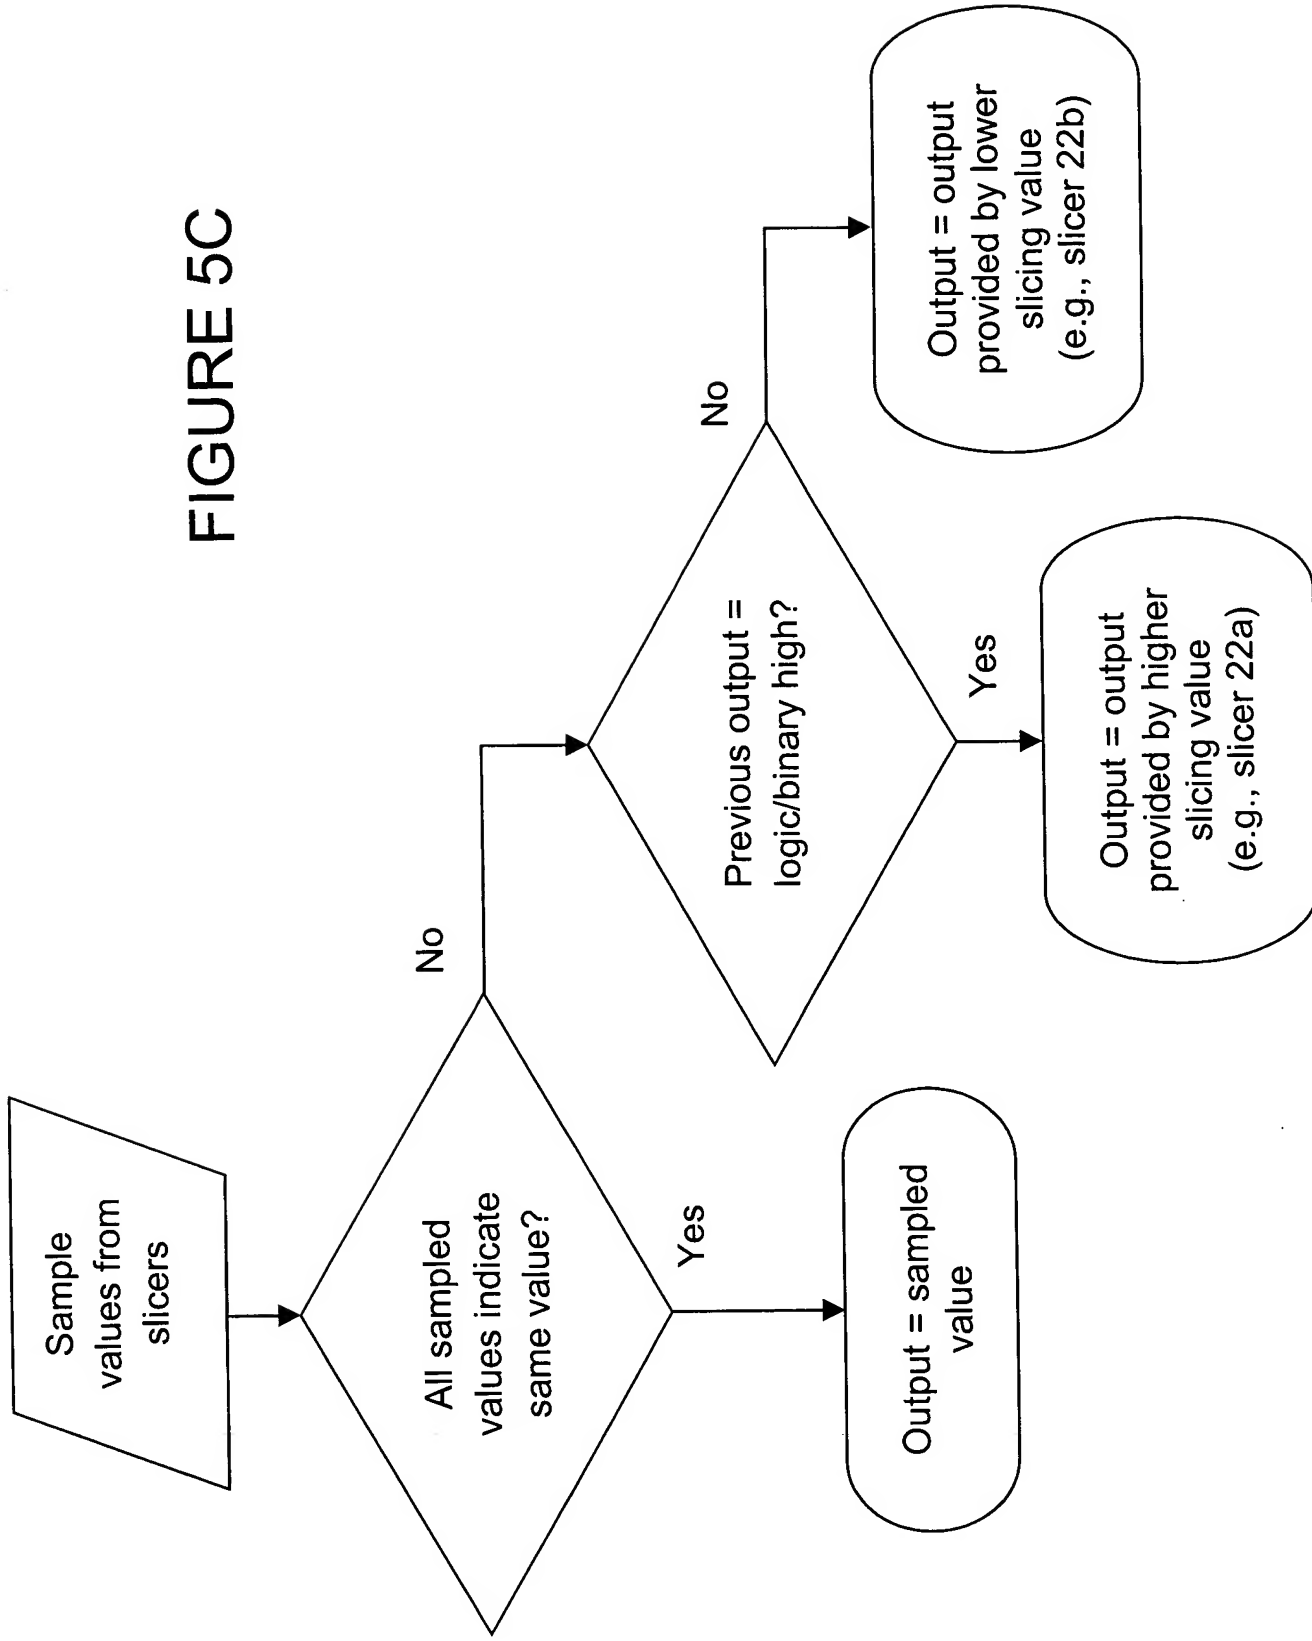 FIGURE 5C
Sample
values from
slicers
All sampled
values indicate
same value?
No
Yes
Output = sampled
value
Previous output =
logic/binary high?
No
Yes
Output = output
provided by higher
slicing value
(e.g., slicer 22a)
Output = output
provided by lower
slicing value
(e.g., slicer 22b)